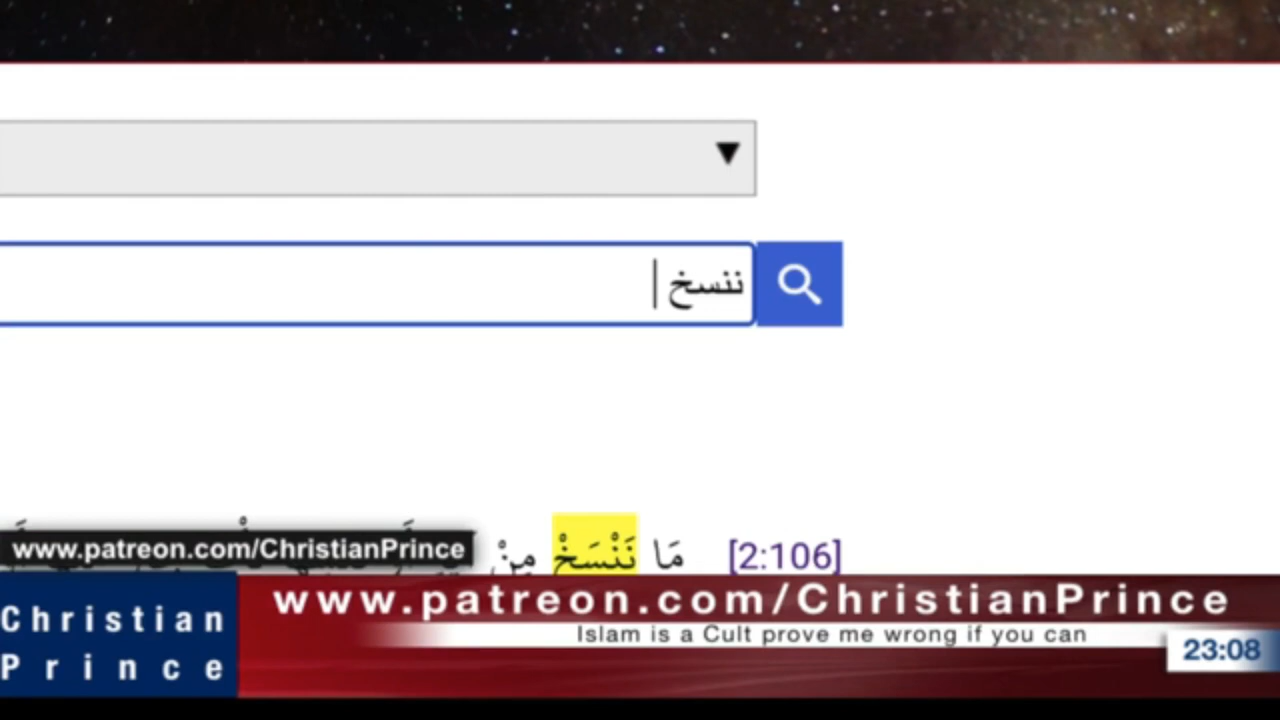 ننسخ
[2:106] مَا نَنْسَخْ مِنْ
www.patreon.com/ChristianPrince
Christian
Prince
www.patreon.com/ChristianPrince
Islam is a Cult prove me wrong if you can
23:08